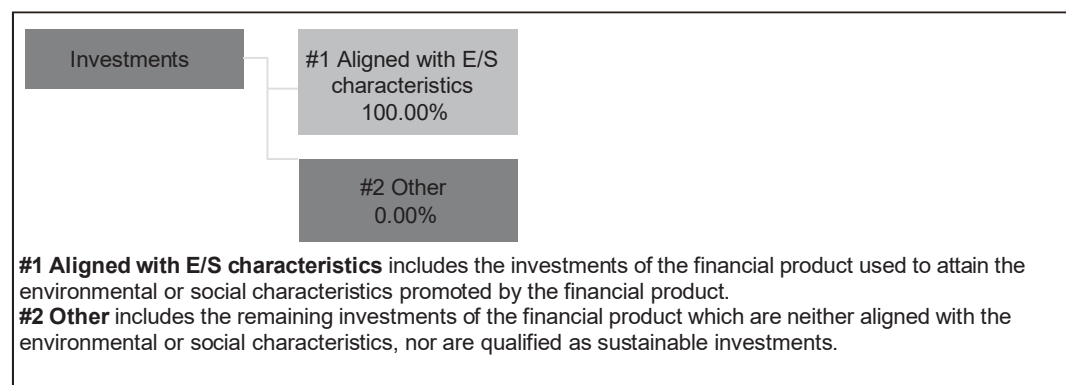 Investments
#1 Aligned with E/S
characteristics
100.00%
#2 Other
0.00%
#1 Aligned with E/S characteristics includes the investments of the financial product used to attain the
environmental or social characteristics promoted by the financial product.
#2 Other includes the remaining investments of the financial product which are neither aligned with the
environmental or social characteristics, nor are qualified as sustainable investments.